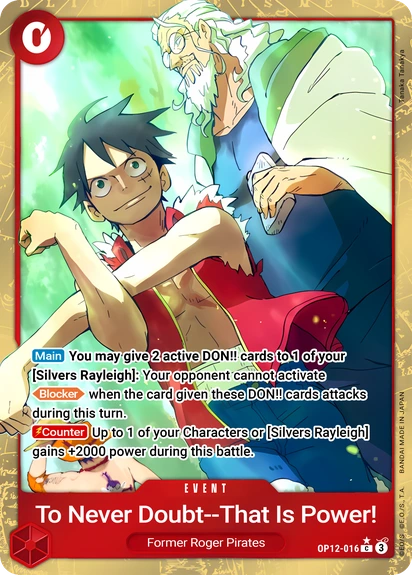 0
Tanaka Tanakya
Main You may give 2 active DON!! cards to 1 of your
[Silvers Rayleigh]: Your opponent cannot activate
Blocker when the card given these DON!! cards attacks
during this turn.
Counter Up to 1 of your Characters or [Silvers Rayleigh]
gains +2000 power during this battle.
©E.O./S. ©E.O./S., T.A. BANDAI MADE IN JAPAN
EVENT
To Never Doubt--That Is Power!
Former Roger Pirates
OP12-016 C 3